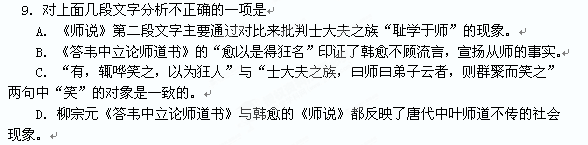 9. 对上面几段文字分析不正确的一项是
A. 《师说》第二段文字主要通过对比来批判士大夫之族“耻学于师”的现象。
B. 《答韦中立论师道书》的“愈以是得狂名”印证了韩愈不顾流言，宣扬从师的事实。
C. “有，辄哗笑之，以为狂人”与“士大夫之族，曰师曰弟子云者，则群聚而笑之”
两句中“笑”的对象是一致的。
D. 柳宗元《答韦中立论师道书》与韩愈的《师说》都反映了唐代中叶师道不传的社会
现象。